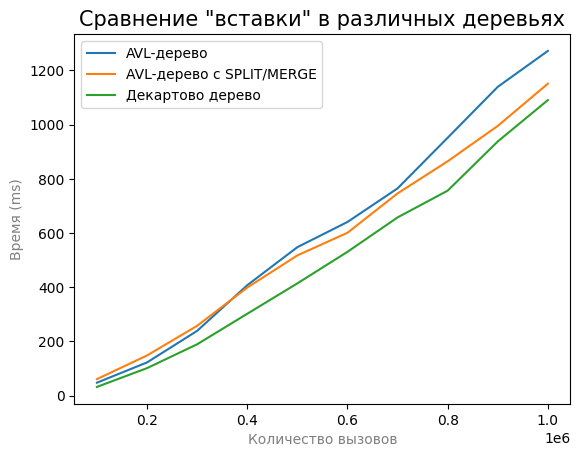 Сравнение "вставки" в различных деревьях
AVL-дерево
AVL-дерево с SPLIT/MERGE
Декартово дерево
Время (ms)
1200
1000
800
600
400
200
0
0.2 0.4 0.6 0.8 1.0
1e6
Количество вызовов